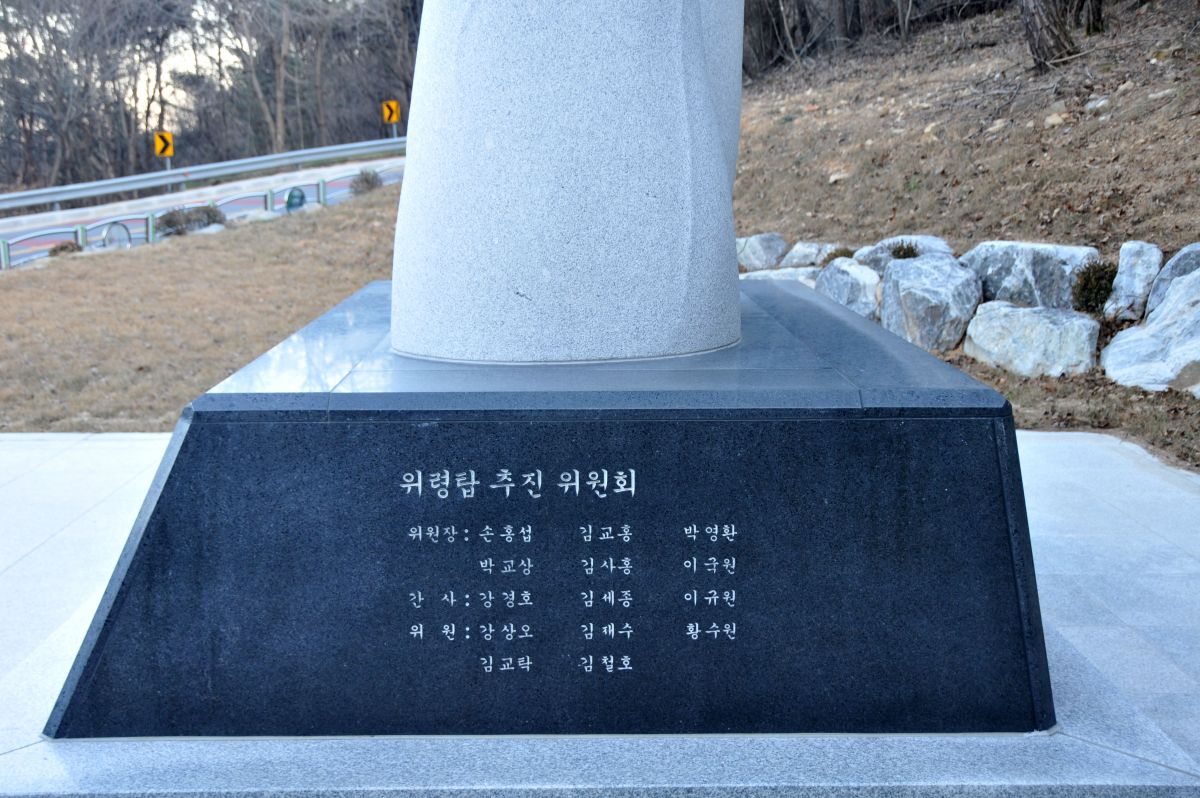 위령탑 추진 위원회
위원장 : 손홍섭 김교홍 박영환
박교상 김사홍 이국원
간 사 : 강경호 김세종 이규원
위 원 : 강상오 김재수 황수원
김교탁 김철호